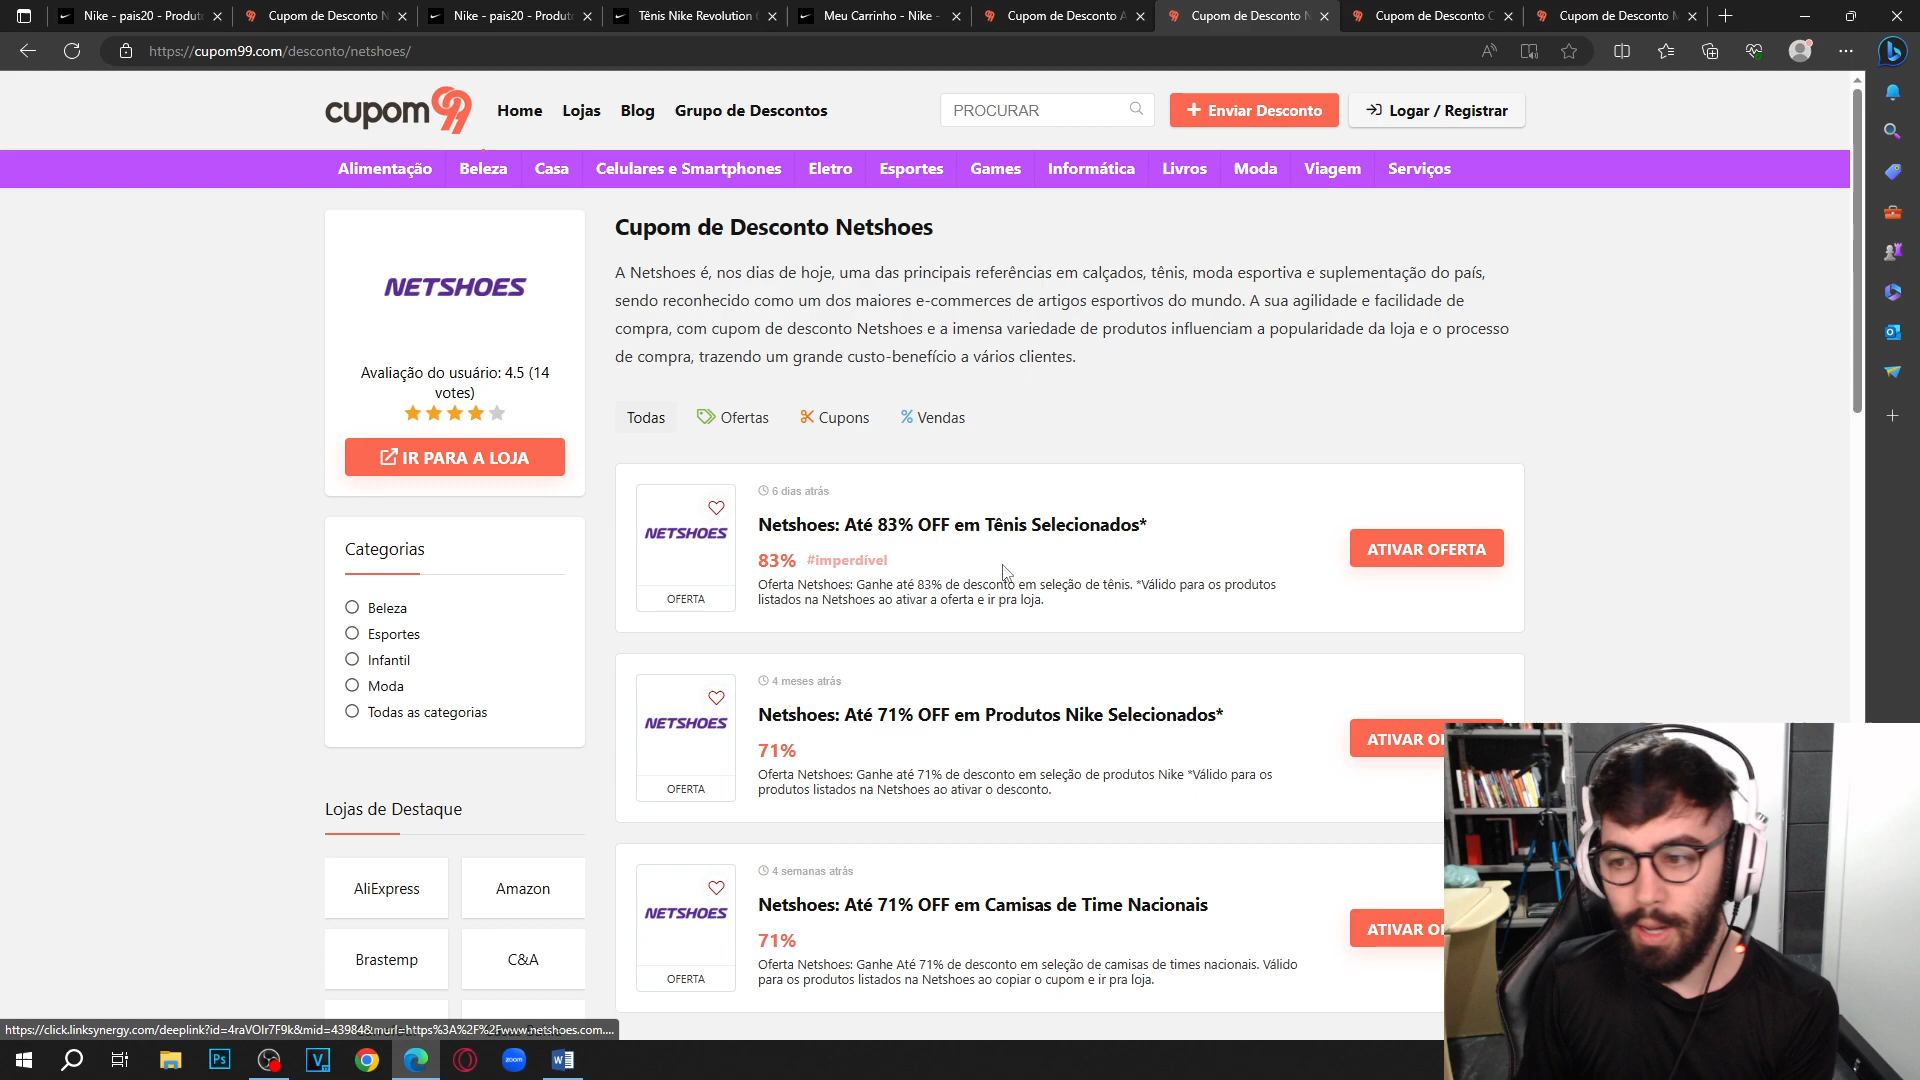 Nike - pais20 - Produt
Cupom de Desconto N
Nike - pais20 - Produt
Tênis Nike Revolution
Meu Carrinho - Nike -
Cupom de Desconto A
Cupom de Desconto N
Cupom de Desconto C
Cupom de Desconto
https://cupom99.com/desconto/netshoes/
cupom99
Home
Lojas
Blog
Grupo de Descontos
PROCURAR
+ Enviar Desconto
Logar / Registrar
Alimentação
Beleza
Casa
Celulares e Smartphones
Eletro
Esportes
Games
Informática
Livros
Moda
Viagem
Serviços
NETSHOES
Avaliação do usuário: 4.5 (14
votes)
IR PARA A LOJA
Categorias
Beleza
Esportes
Infantil
Moda
Todas as categorias
Lojas de Destaque
AliExpress
Amazon
Brastemp
C&A
Cupom de Desconto Netshoes
A Netshoes é, nos dias de hoje, uma das principais referências em calçados, tênis, moda esportiva e suplementação do país,
sendo reconhecido como um dos maiores e-commerces de artigos esportivos do mundo. A sua agilidade e facilidade de
compra, com cupom de desconto Netshoes e a imensa variedade de produtos influenciam a popularidade da loja e o processo
de compra, trazendo um grande custo-benefício a vários clientes.
Todas
Ofertas
Cupons
Vendas
NETSHOES
OFERTA
6 dias atrás
Netshoes: Até 83% OFF em Tênis Selecionados*
83% #imperdível
Oferta Netshoes: Ganhe até 83% de desconto em seleção de tênis. *Válido para os produtos
listados na Netshoes ao ativar a oferta e ir pra loja.
ATIVAR OFERTA
NETSHOES
OFERTA
4 meses atrás
Netshoes: Até 71% OFF em Produtos Nike Selecionados*
71%
Oferta Netshoes: Ganhe até 71% de desconto em seleção de produtos Nike *Válido para os
produtos listados na Netshoes ao ativar o desconto.
ATIVAR O
NETSHOES
OFERTA
4 semanas atrás
Netshoes: Até 71% OFF em Camisas de Time Nacionais
71%
Oferta Netshoes: Ganhe Até 71% de desconto em seleção de camisas de times nacionais. Válido
para os produtos listados na Netshoes ao copiar o cupom e ir pra loja.
ATIVAR O
https://click.linksynergy.com/deeplink?id=4raVOIr7F9k&mid=43984&murl=https%3A%2F%2Fwww.netshoes.com....
Ps
V
zoom
W